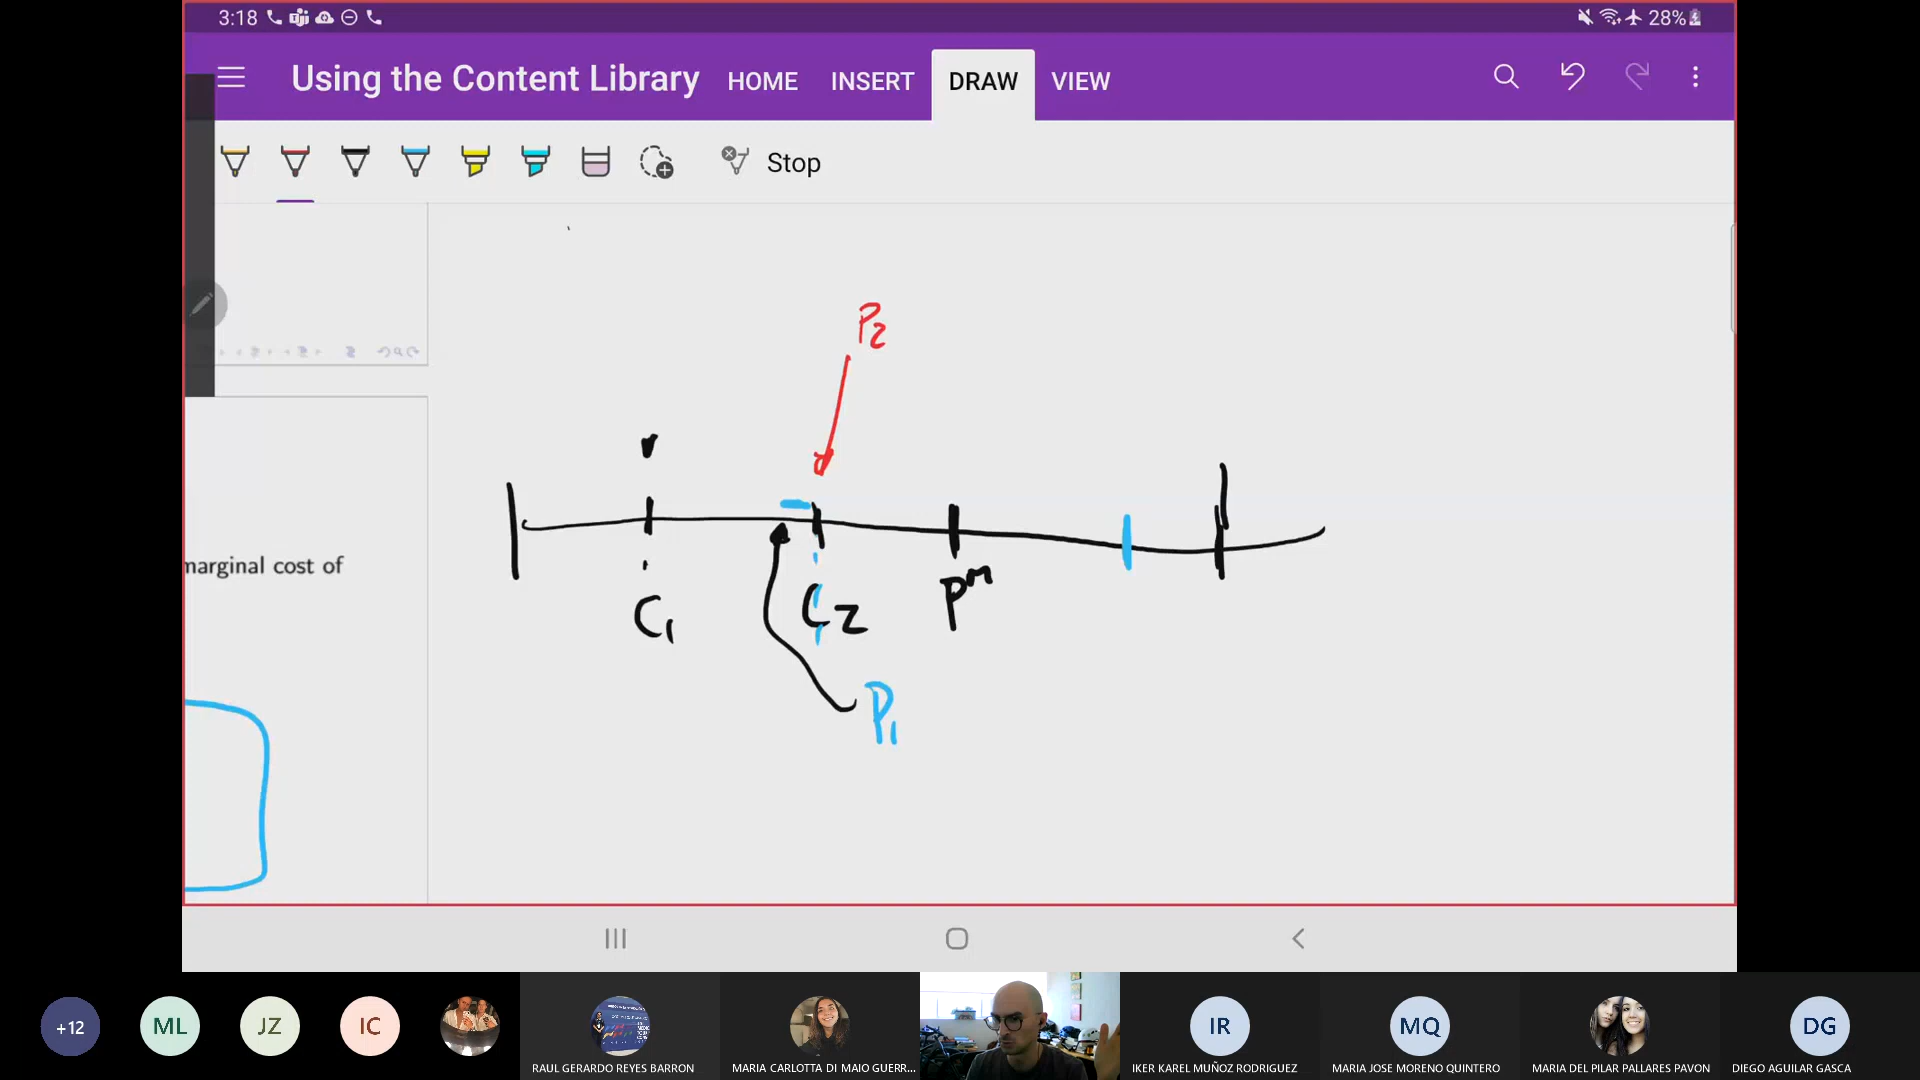 3:18 28%
Using the Content Library HOME INSERT DRAW VIEW
Stop
P2
marginal cost of
C1 C2 Pm
P1
+12 ML JZ IC IR MQ DG
RAUL GERARDO REYES BARRON MARIA CARLOTTA DI MAIO GUERR... IKER KAREL MUÑOZ RODRIGUEZ MARIA JOSE MORENO QUINTERO MARIA DEL PILAR PALLARES PAVON DIEGO AGUILAR GASCA